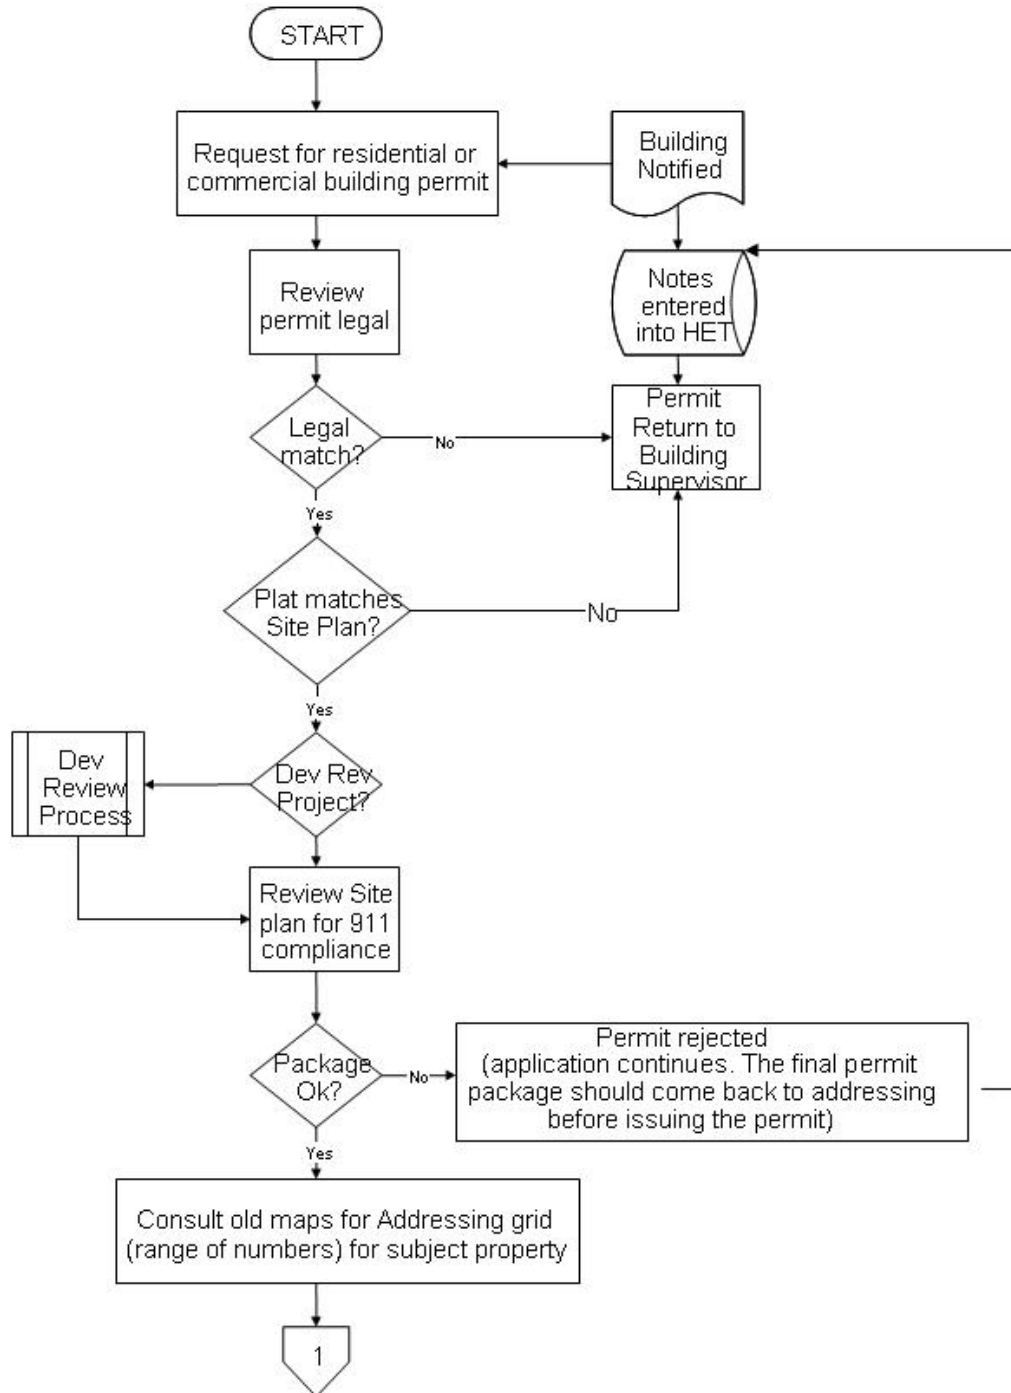 START
Request for residential or
commercial building permit
Building
Notified
Review
permit legal
Notes
entered
into HET
Legal
match?
No
Permit
Return to
Building
Supervisor
Yes
Plat matches
Site Plan?
No
Yes
Dev
Review
Process
Dev Rev
Project?
Review Site
plan for 911
compliance
Package
Ok?
No
Permit rejected
(application continues. The final permit
package should come back to addressing
before issuing the permit)
Yes
Consult old maps for Addressing grid
(range of numbers) for subject property
1